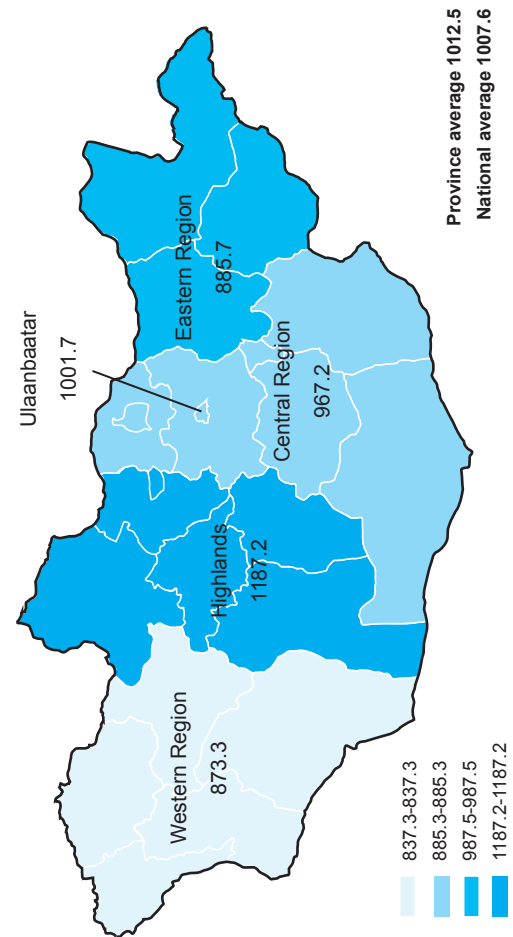 Ulaanbaatar
1001.7
Western Region
873.3
Highlands
1187.2
Central Region
967.2
Eastern Region
885.7
837.3-837.3
885.3-885.3
987.5-987.5
1187.2-1187.2
Province average 1012.5
National average 1007.6